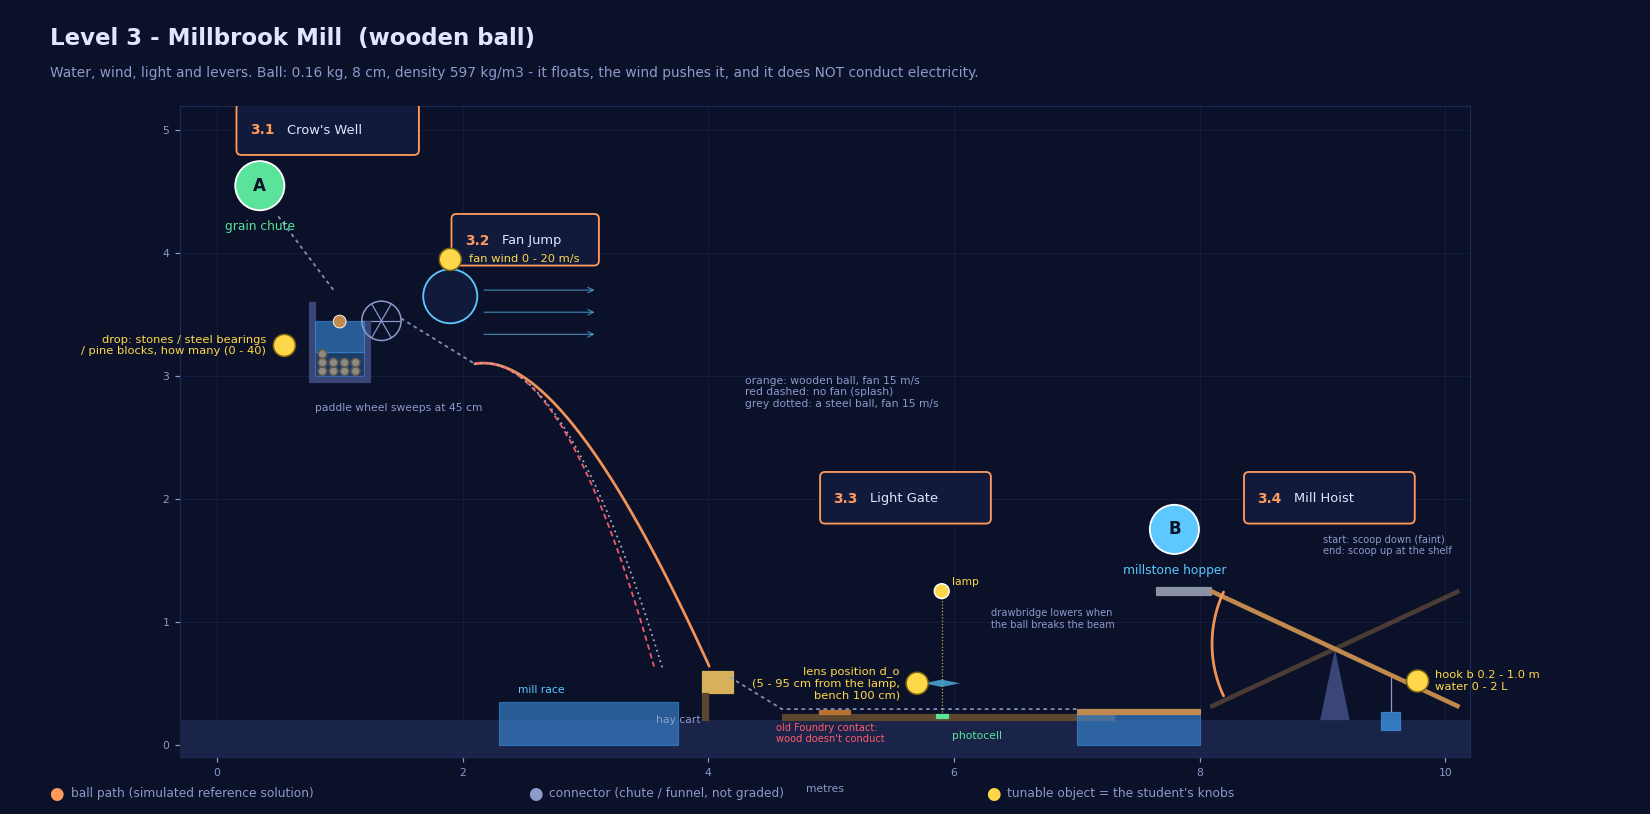 Level 3 - Millbrook Mill (wooden ball)
Water, wind, light and levers. Ball: 0.16 kg, 8 cm, density 597 kg/m3 - it floats, the wind pushes it, and it does NOT conduct electricity.
3.1 Crow's Well
A
grain chute
3.2 Fan Jump
fan wind 0 - 20 m/s
drop: stones / steel bearings
/ pine blocks, how many (0 - 40)
paddle wheel sweeps at 45 cm
orange: wooden ball, fan 15 m/s
red dashed: no fan (splash)
grey dotted: a steel ball, fan 15 m/s
3.3 Light Gate
3.4 Mill Hoist
B
millstone hopper
start: scoop down (faint)
end: scoop up at the shelf
lamp
drawbridge lowers when
the ball breaks the beam
lens position d_o
(5 - 95 cm from the lamp,
bench 100 cm)
hook b 0.2 - 1.0 m
water 0 - 2 L
mill race
hay cart
old Foundry contact:
wood doesn't conduct
photocell
5
4
3
2
1
0
0
2
4
6
8
10
metres
ball path (simulated reference solution)
connector (chute / funnel, not graded)
tunable object = the student's knobs